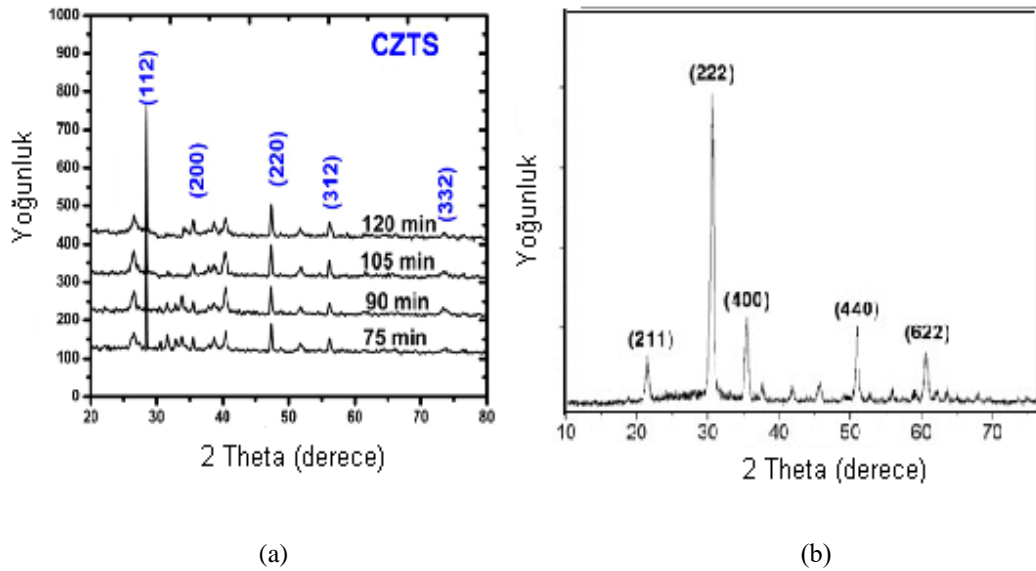 1000
900
800
700
600
500
400
300
200
100
0
Yoğunluk
CZTS
(112)
(200)
(220)
(312)
(332)
120 min
105 min
90 min
75 min
20 30 40 50 60 70 80
2 Theta (derece)
(a)
Yoğunluk
(211)
(222)
(400)
(440)
(622)
10 20 30 40 50 60 70
2 Theta (derece)
(b)